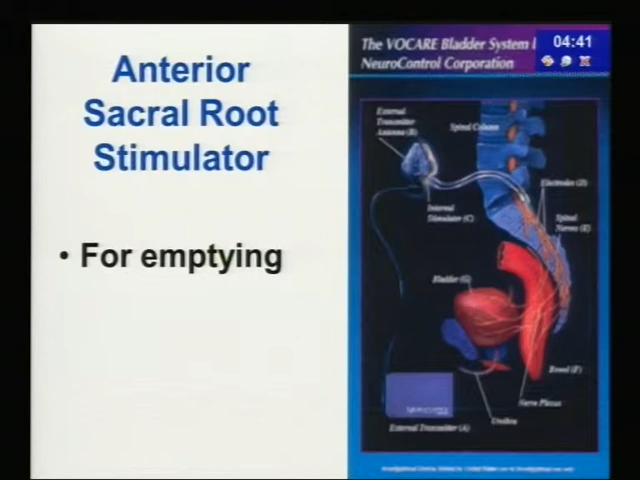 Anterior
Sacral Root
Stimulator
• For emptying
The VOCARE Bladder System
NeuroControl Corporation
04:41
External
Transmitter
Antenna (B)
Spinal Column
Electrodes (D)
Internal
Stimulator (C)
Spinal
Nerves (E)
Bladder (G)
Bowel (F)
Nerve Plexus
Urethra
External Transmitter (A)